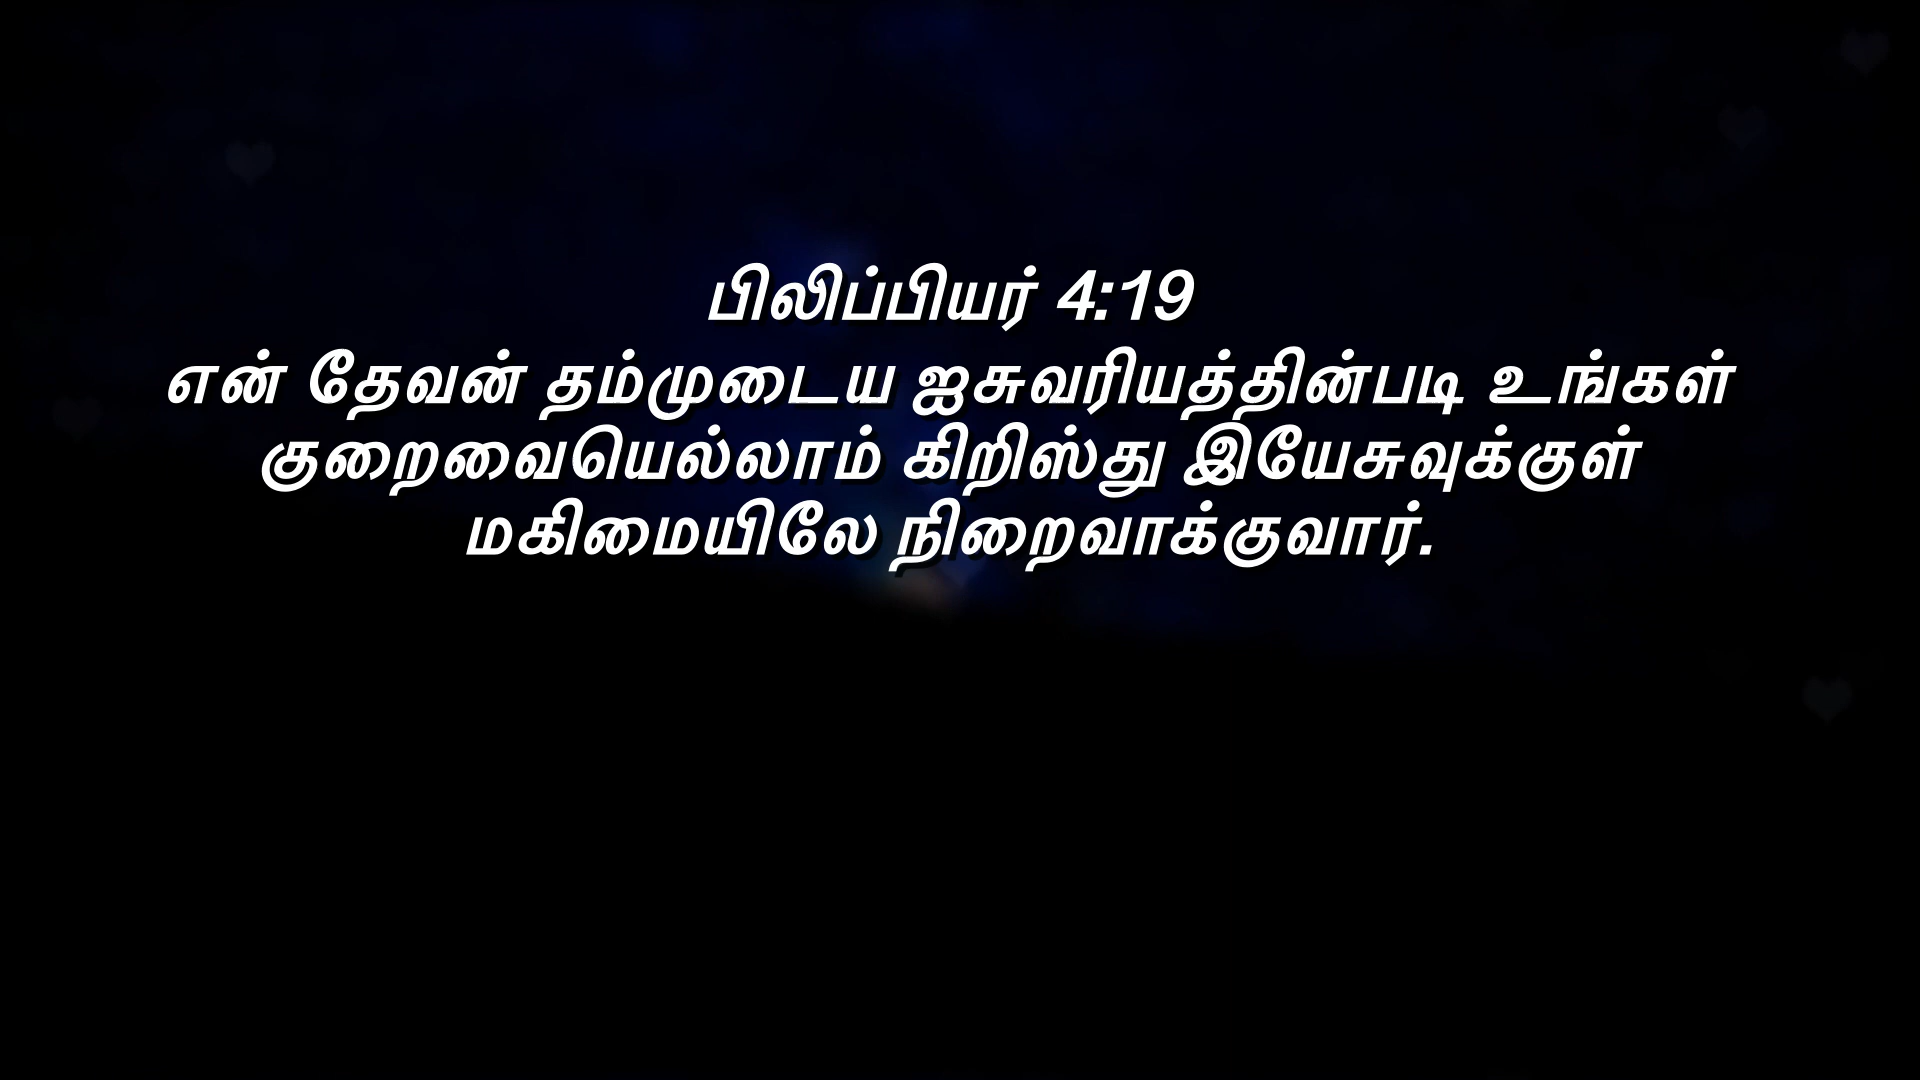 பிலிப்பியர் 4:19
என் தேவன் தம்முடைய ஐசுவரியத்தின்படி உங்கள்
குறைவையெல்லாம் கிறிஸ்து இயேசுவுக்குள்
மகிமையிலே நிறைவாக்குவார்.